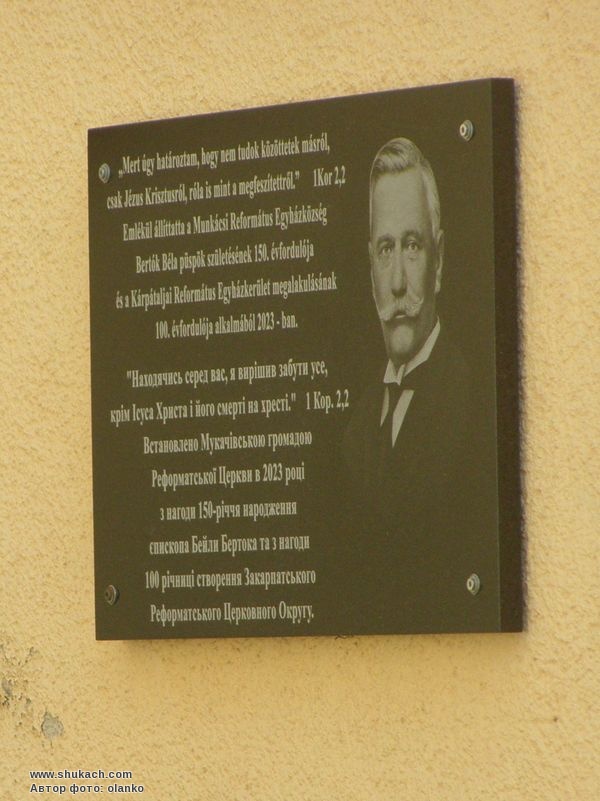 „Mert úgy határoztam, hogy nem tudok közöttetek másról,
csak Jézus Krisztusról, róla is mint a megfeszítettről." 1Kor 2,2
Emlékül állíttatta a Munkácsi Református Egyházközség
Bertók Béla püspök születésének 150. évfordulója
és a Kárpátaljai Református Egyházkerület megalakulásának
100. évfordulója alkalmából 2023 - ban.
"Находячись серед вас, я вирішив забути усе,
крім Ісуса Христа і його смерті на хресті." 1 Кор. 2,2
Встановлено Мукачівською громадою
Реформатської Церкви в 2023 році
з нагоди 150-річчя народження
єпископа Бейли Бертока та з нагоди
100 річниці створення Закарпатського
Реформатського Церковного Округу.
www.shukach.com
Автор фото: olanko